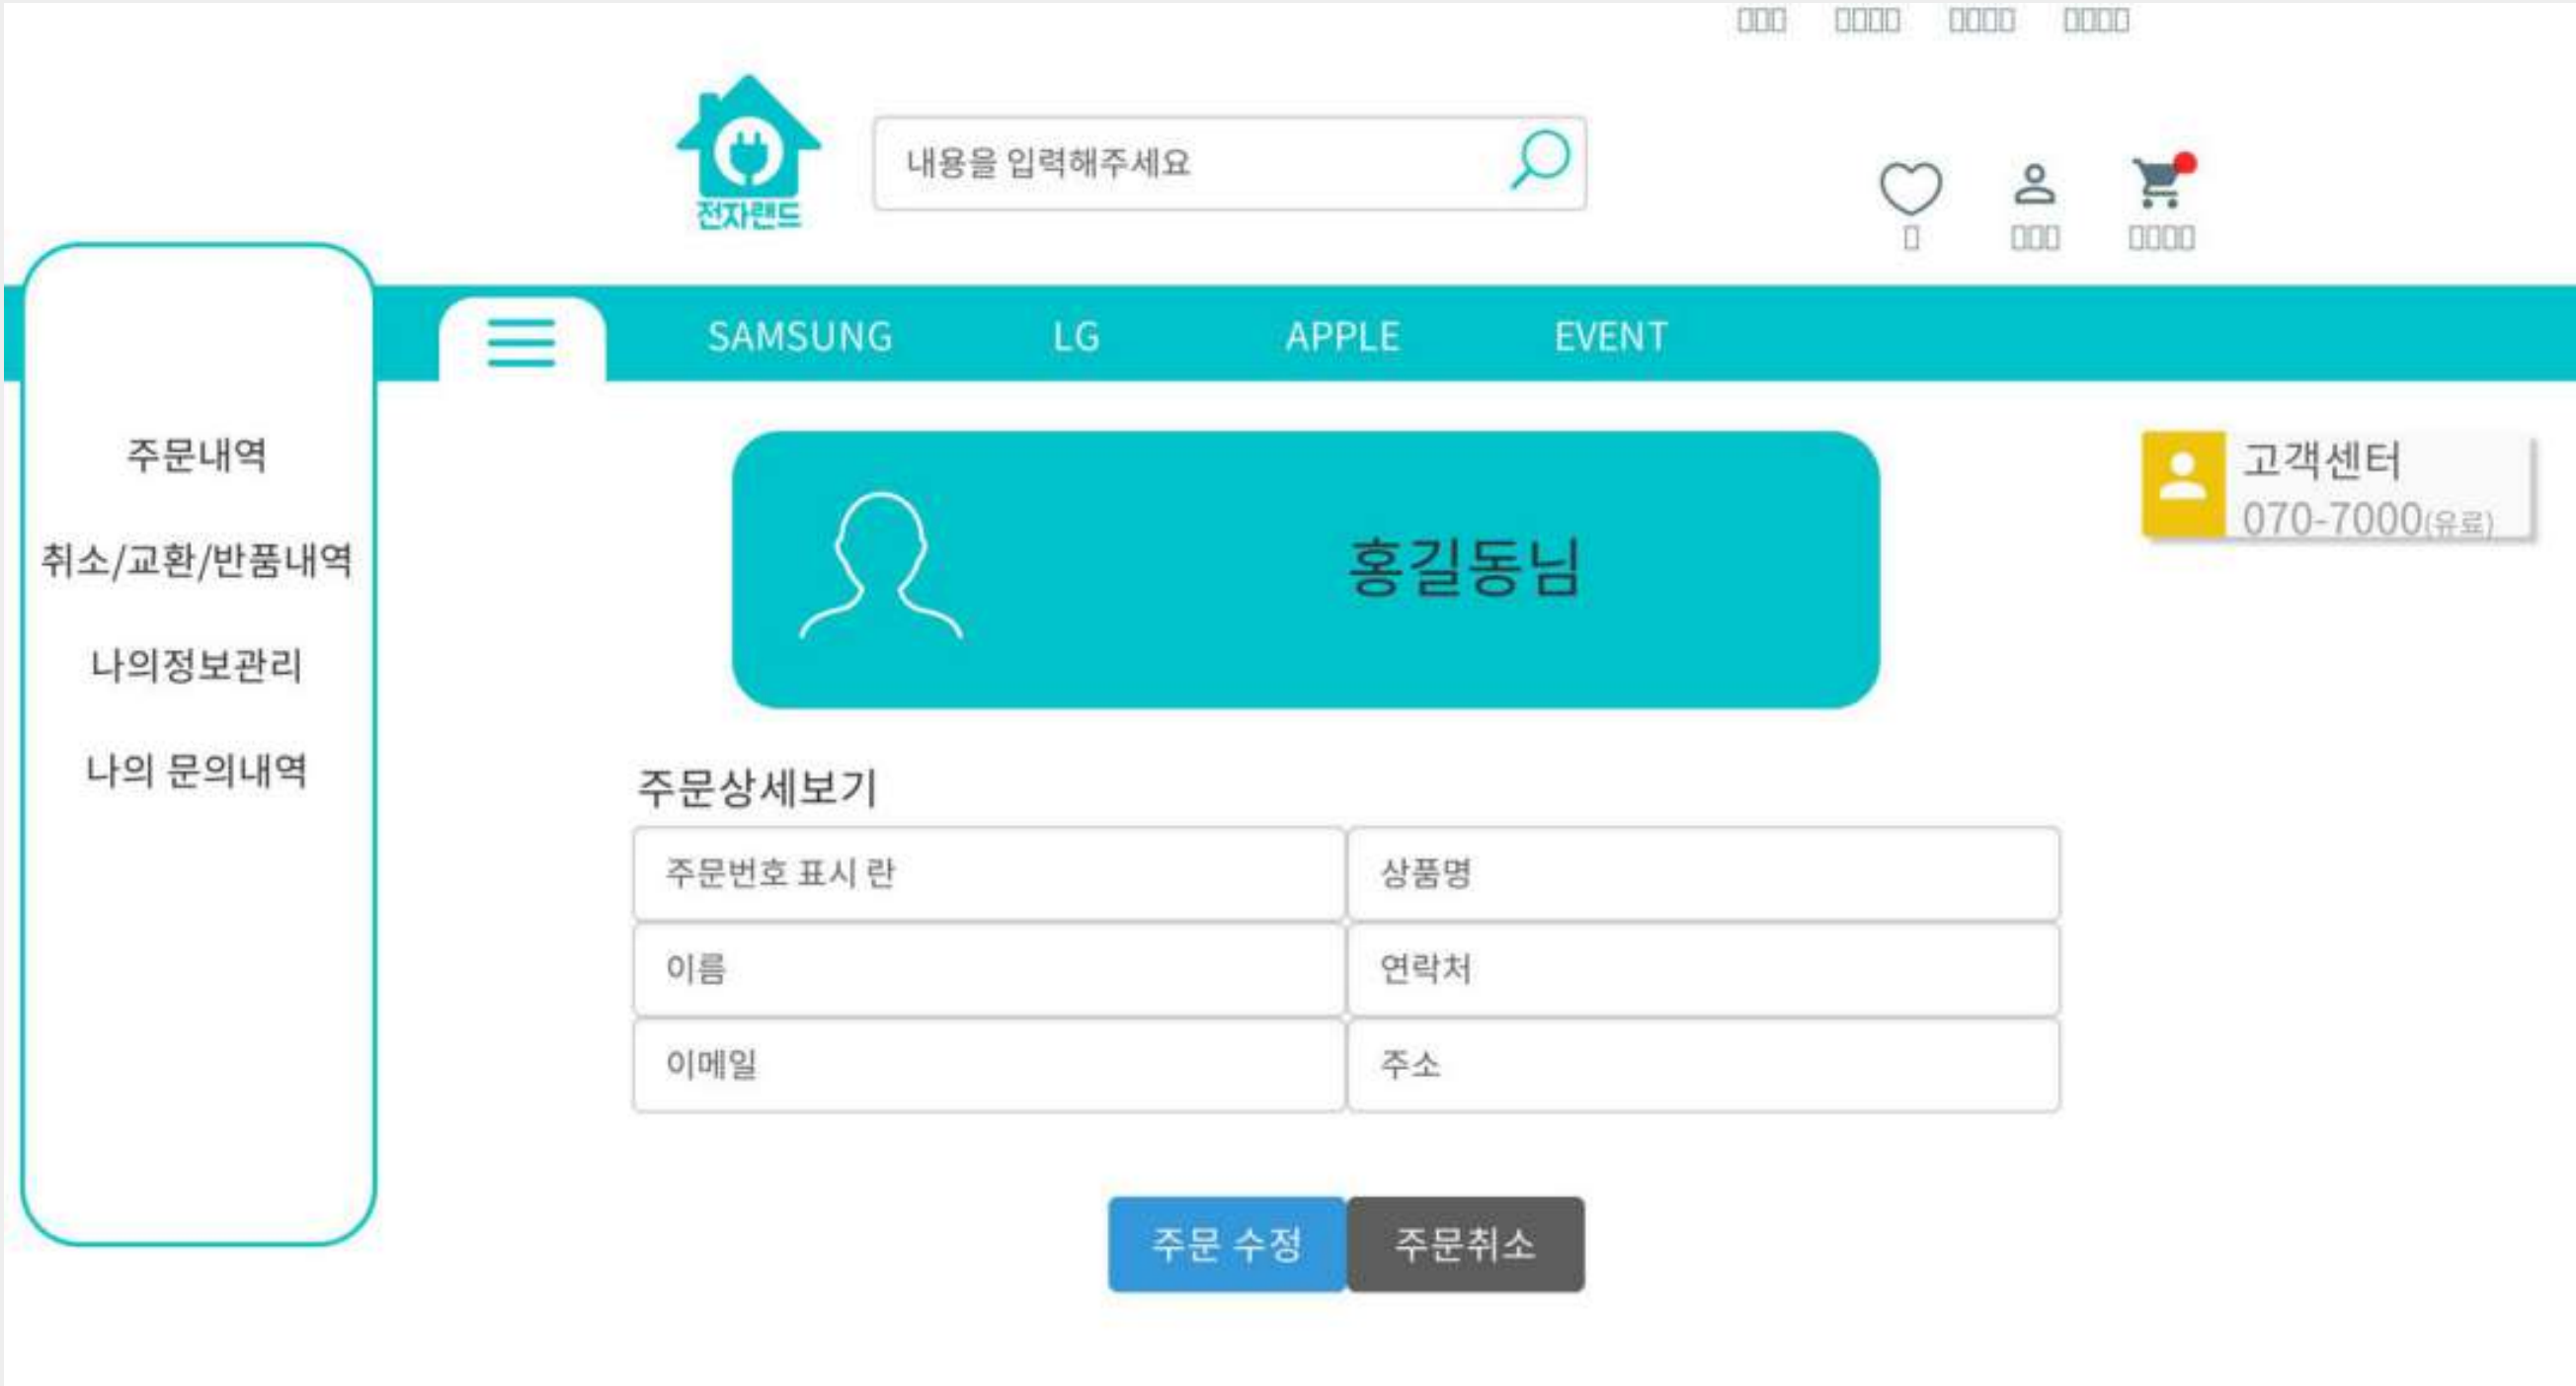 내용을 입력해주세요
전자랜드
SAMSUNG LG APPLE EVENT
주문내역
취소/교환/반품내역
나의정보관리
나의 문의내역
홍길동님
고객센터
070-7000(유료)
주문상세보기
주문번호 표시 란
상품명
이름
연락처
이메일
주소
주문 수정
주문취소